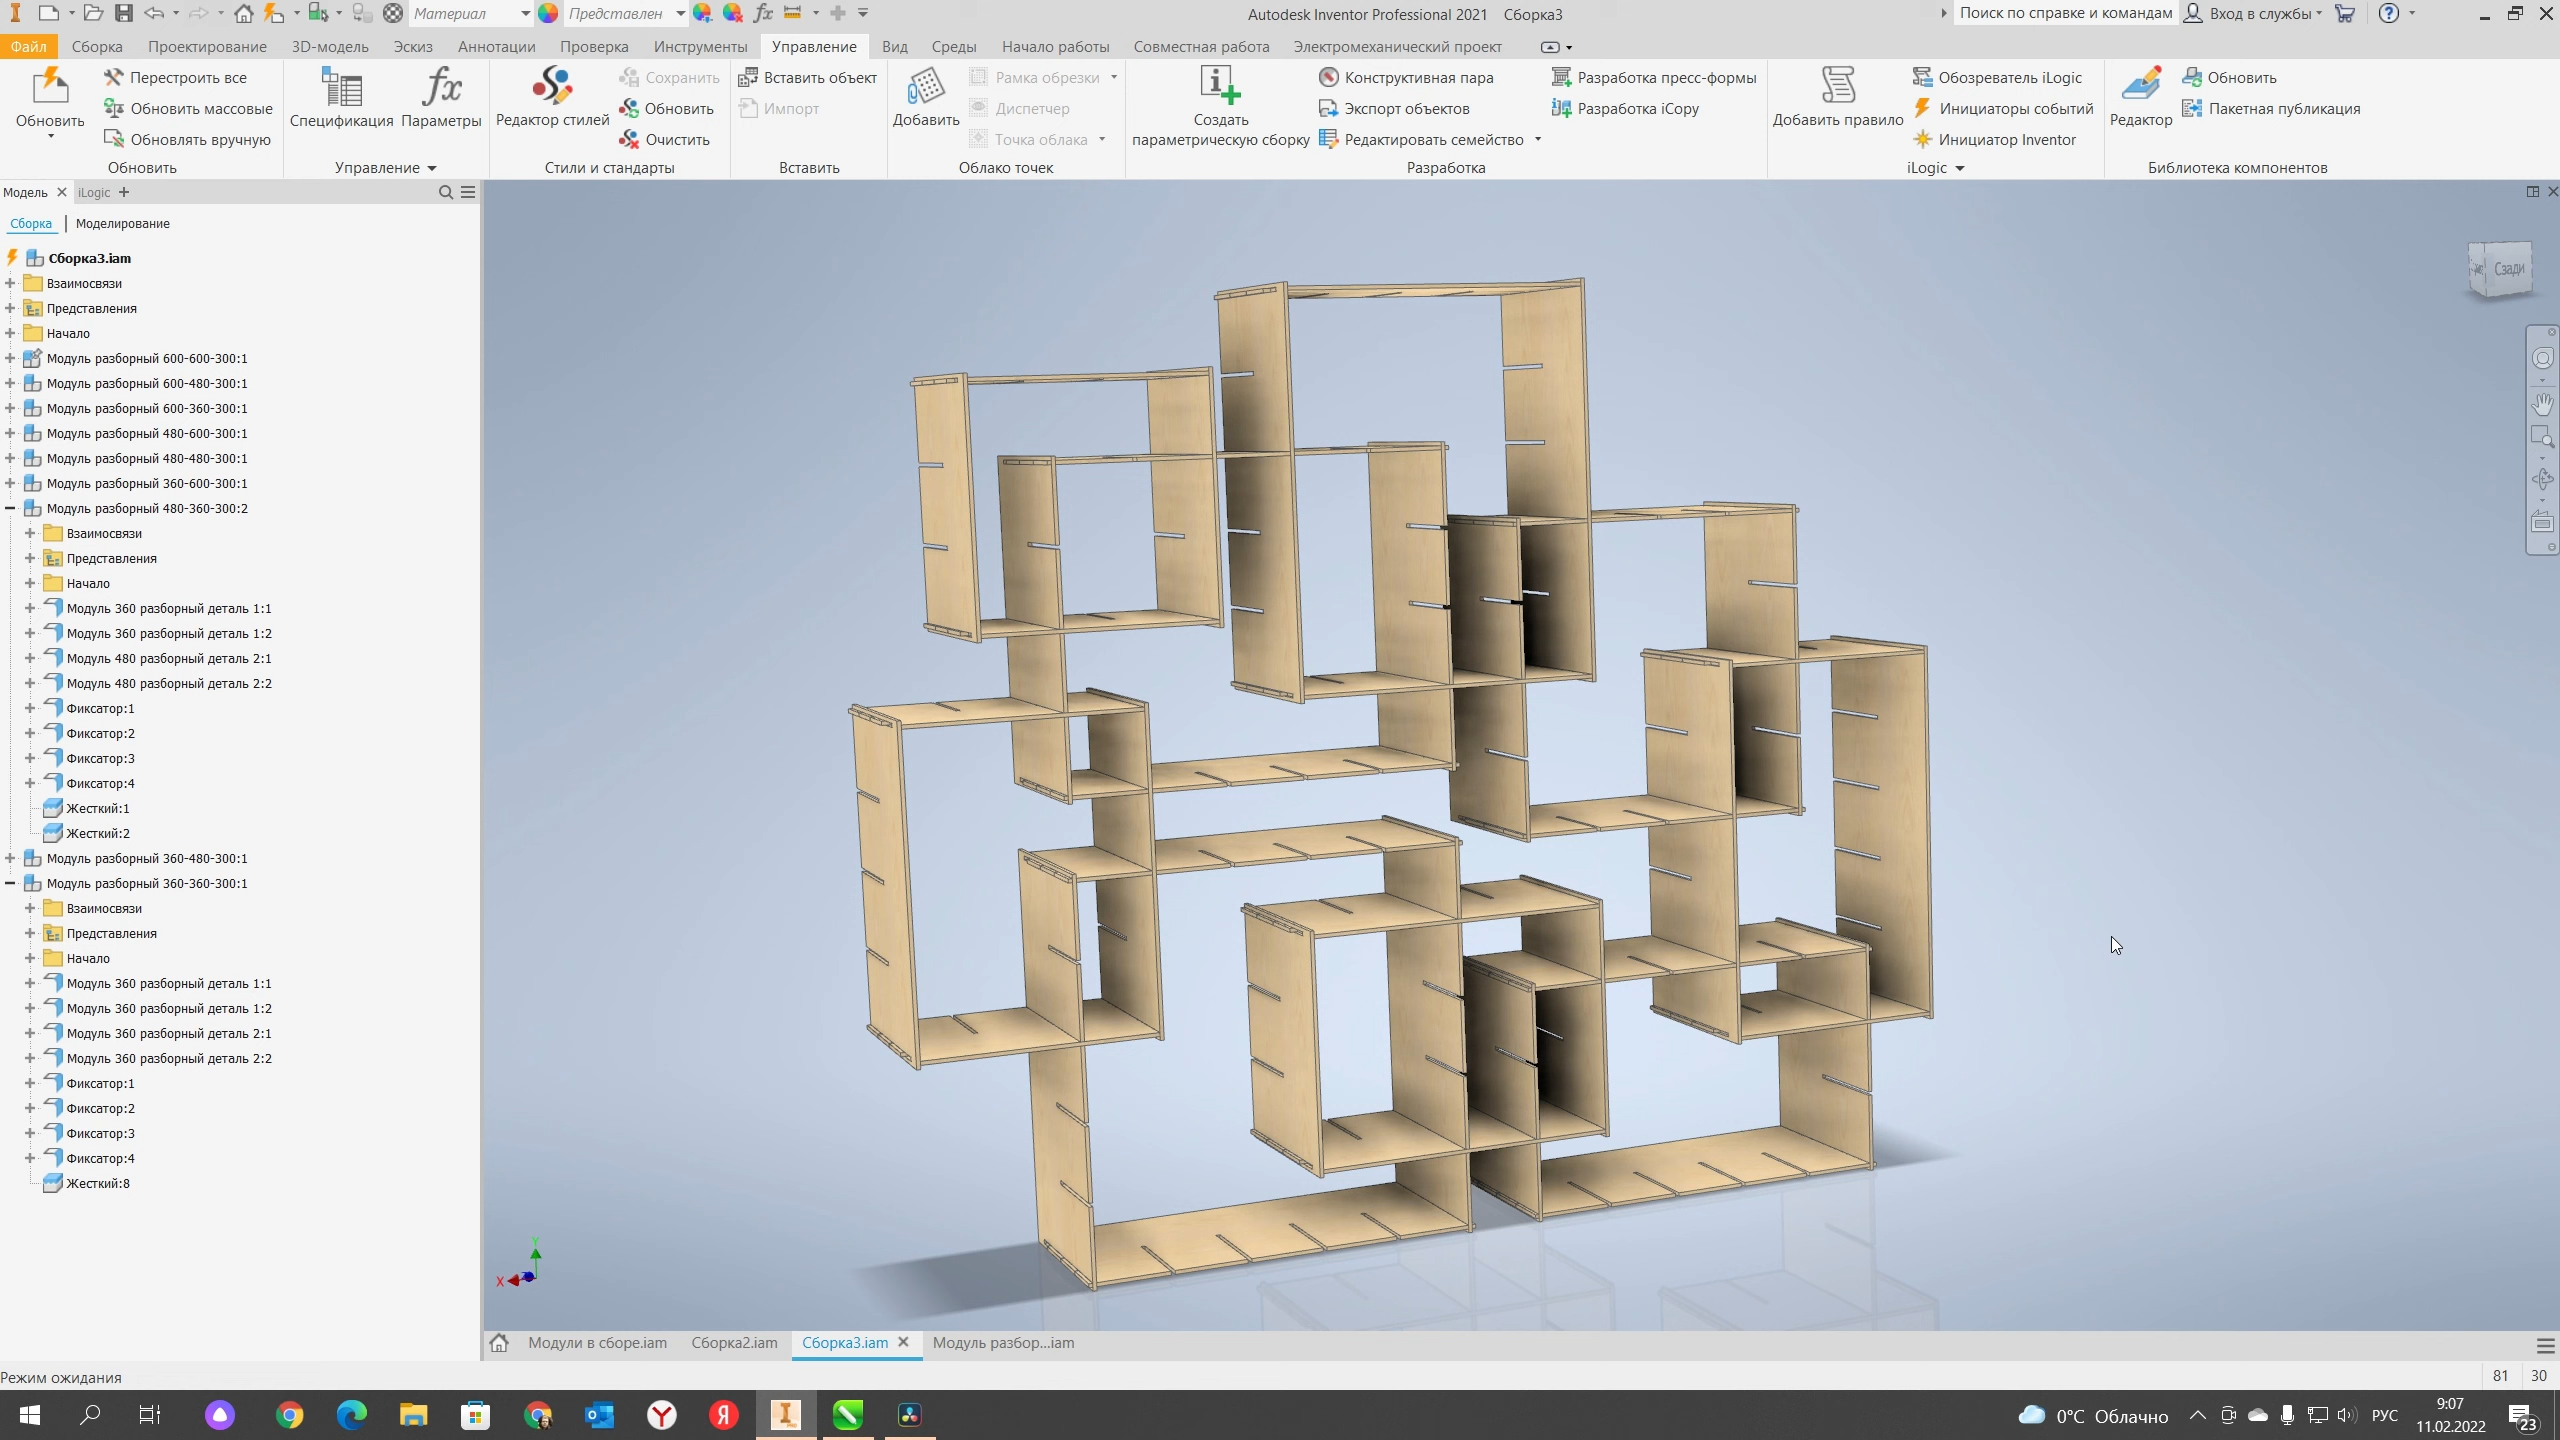 Материал
Представлен
Autodesk Inventor Professional 2021 Сборка3
Поиск по справке и командам
Вход в службы
Файл Сборка Проектирование 3D-модель Эскиз Аннотации Проверка Инструменты Управление Вид Среды Начало работы Совместная работа Электромеханический проект
Обновить
Перестроить все
Обновить массовые
Обновлять вручную
Обновить
Спецификация
fx
Параметры
Управление
Редактор стилей
Сохранить
Обновить
Очистить
Стили и стандарты
Вставить объект
Импорт
Вставить
Добавить
Рамка обрезки
Диспетчер
Точка облака
Облако точек
Создать
параметрическую сборку
Конструктивная пара
Экспорт объектов
Редактировать семейство
Разработка пресс-формы
Разработка iCopy
Разработка
Добавить правило
Обозреватель iLogic
Инициаторы событий
Инициатор Inventor
iLogic
Редактор
Обновить
Пакетная публикация
Библиотека компонентов
Модель
iLogic
Сборка
Моделирование
Сборка3.iam
Взаимосвязи
Представления
Начало
Модуль разборный 600-600-300:1
Модуль разборный 600-480-300:1
Модуль разборный 600-360-300:1
Модуль разборный 480-600-300:1
Модуль разборный 480-480-300:1
Модуль разборный 360-600-300:1
Модуль разборный 480-360-300:2
Взаимосвязи
Представления
Начало
Модуль 360 разборный деталь 1:1
Модуль 360 разборный деталь 1:2
Модуль 480 разборный деталь 2:1
Модуль 480 разборный деталь 2:2
Фиксатор:1
Фиксатор:2
Фиксатор:3
Фиксатор:4
Жесткий:1
Жесткий:2
Модуль разборный 360-480-300:1
Модуль разборный 360-360-300:1
Взаимосвязи
Представления
Начало
Модуль 360 разборный деталь 1:1
Модуль 360 разборный деталь 1:2
Модуль 360 разборный деталь 2:1
Модуль 360 разборный деталь 2:2
Фиксатор:1
Фиксатор:2
Фиксатор:3
Фиксатор:4
Жесткий:8
Сзади
Y
X
Модули в сборе.iam
Сборка2.iam
Сборка3.iam
Модуль разбор...iam
Режим ожидания
81 30
0°C Облачно
РУС
9:07
11.02.2022
23